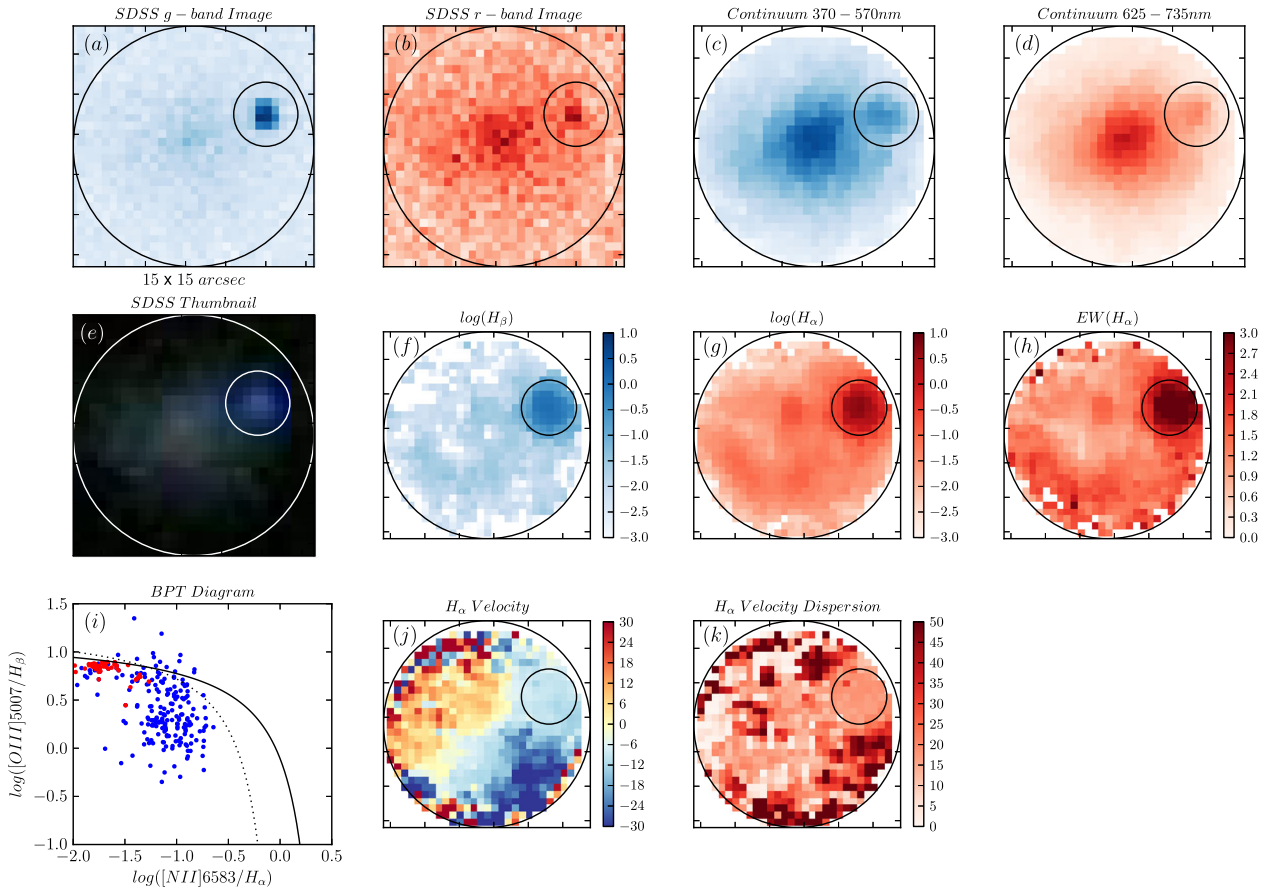 SDSS g − band Image
SDSS r − band Image
Continuum 370 − 570nm
Continuum 625 − 735nm
(a)
(b)
(c)
(d)
15 x 15 arcsec
SDSS Thumbnail
log(Hβ)
log(Hα)
EW(Hα)
(e)
(f)
(g)
(h)
1.0
0.5
0.0
−0.5
−1.0
−1.5
−2.0
−2.5
−3.0
1.0
0.5
0.0
−0.5
−1.0
−1.5
−2.0
−2.5
−3.0
3.0
2.7
2.4
2.1
1.8
1.5
1.2
0.9
0.6
0.3
0.0
BPT Diagram
Hα Velocity
Hα Velocity Dispersion
(i)
(j)
(k)
log([OIII]5007/Hβ)
1.5
1.0
0.5
0.0
−0.5
−1.0
−2.0 −1.5 −1.0 −0.5 0.0 0.5
log([NII]6583/Hα)
30
24
18
12
6
0
−6
−12
−18
−24
−30
50
45
40
35
30
25
20
15
10
5
0